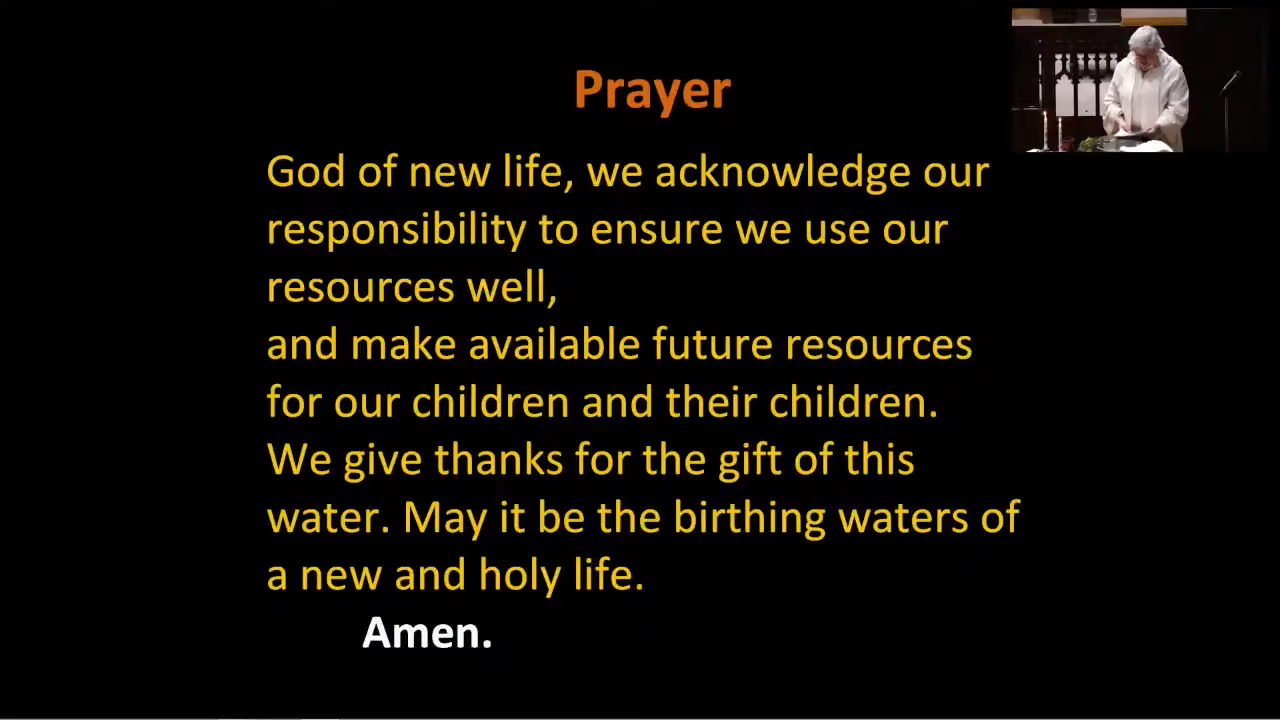 Prayer
God of new life, we acknowledge our
responsibility to ensure we use our
resources well,
and make available future resources
for our children and their children.
We give thanks for the gift of this
water. May it be the birthing waters of
a new and holy life.
Amen.